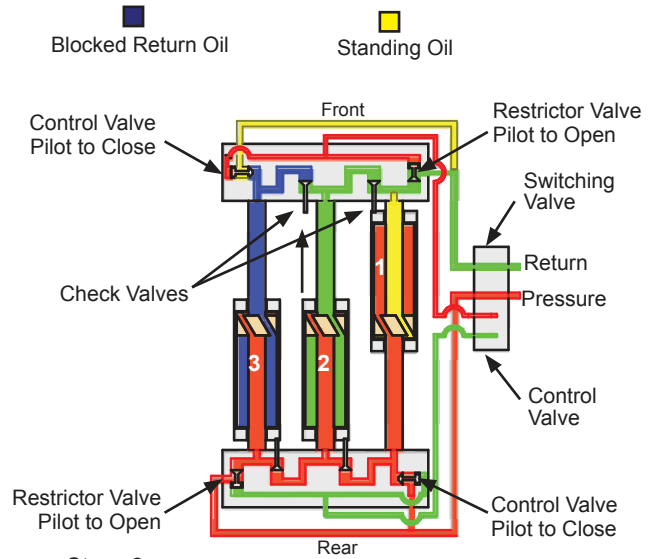 Blocked Return Oil
Standing Oil
Front
Control Valve
Pilot to Close
Restrictor Valve
Pilot to Open
Switching
Valve
1
Return
Check Valves
Pressure
3
2
Control
Valve
Restrictor Valve
Pilot to Open
Control Valve
Pilot to Close
Rear